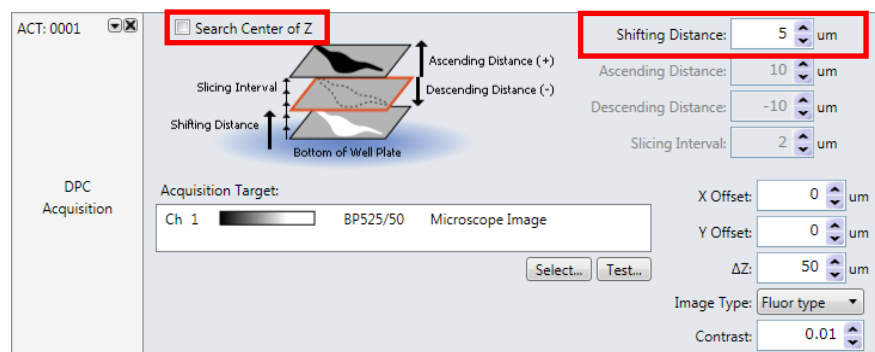 ACT: 0001
Search Center of Z
Shifting Distance: 5 um
Ascending Distance (+)
Ascending Distance: 10 um
Slicing Interval
Descending Distance (-)
Descending Distance: -10 um
Shifting Distance
Slicing Interval: 2 um
Bottom of Well Plate
DPC
Acquisition
Acquisition Target:
X Offset: 0 um
Ch 1 BP525/50 Microscope Image
Y Offset: 0 um
Select... Test...
ΔZ: 50 um
Image Type: Fluor type
Contrast: 0.01